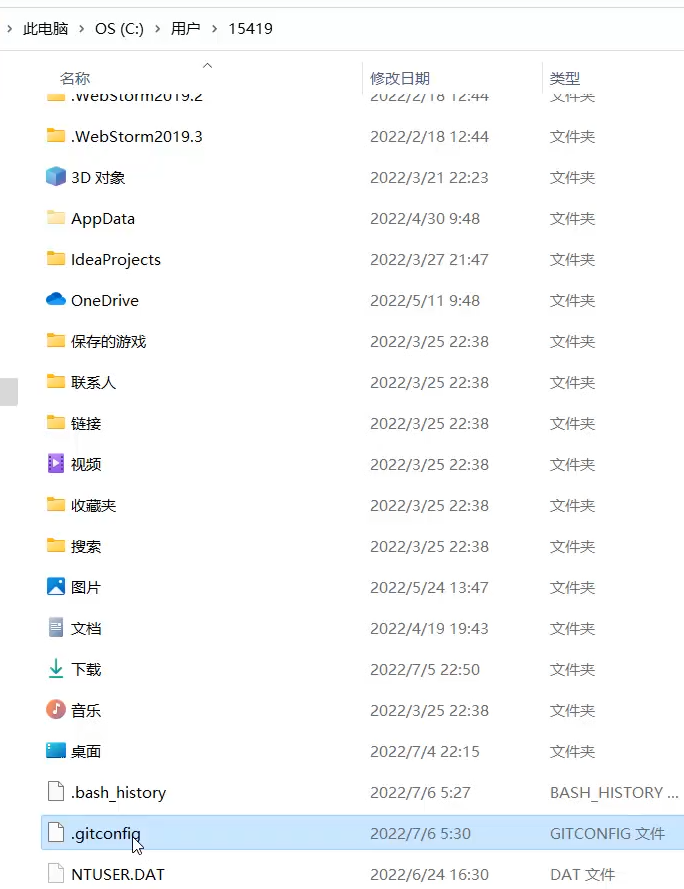 此电脑 > OS (C:) > 用户 > 15419
名称 修改日期 类型
.WebStorm2019.2 2022/2/18 12:44 文件夹
.WebStorm2019.3 2022/2/18 12:44 文件夹
3D 对象 2022/3/21 22:23 文件夹
AppData 2022/4/30 9:48 文件夹
IdeaProjects 2022/3/27 21:47 文件夹
OneDrive 2022/5/11 9:48 文件夹
保存的游戏 2022/3/25 22:38 文件夹
联系人 2022/3/25 22:38 文件夹
链接 2022/3/25 22:38 文件夹
视频 2022/3/25 22:38 文件夹
收藏夹 2022/3/25 22:38 文件夹
搜索 2022/3/25 22:38 文件夹
图片 2022/5/24 13:47 文件夹
文档 2022/4/19 19:43 文件夹
下载 2022/7/5 22:50 文件夹
音乐 2022/3/25 22:38 文件夹
桌面 2022/7/4 22:15 文件夹
.bash_history 2022/7/6 5:27 BASH_HISTORY ...
.gitconfig 2022/7/6 5:30 GITCONFIG 文件
NTUSER.DAT 2022/6/24 16:30 DAT 文件